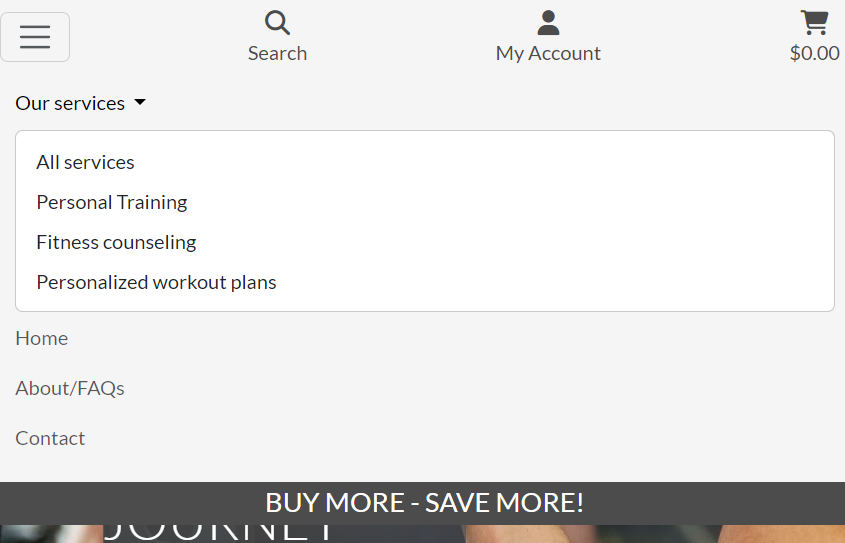 Search
My Account
$0.00
Our services
All services
Personal Training
Fitness counseling
Personalized workout plans
Home
About/FAQs
Contact
BUY MORE - SAVE MORE!
JOURNEY